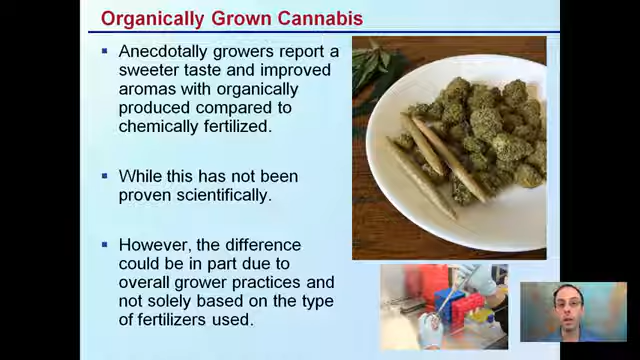 Organically Grown Cannabis
Anecdotally growers report a
sweeter taste and improved
aromas with organically
produced compared to
chemically fertilized.
While this has not been
proven scientifically.
However, the difference
could be in part due to
overall grower practices and
not solely based on the type
of fertilizers used.